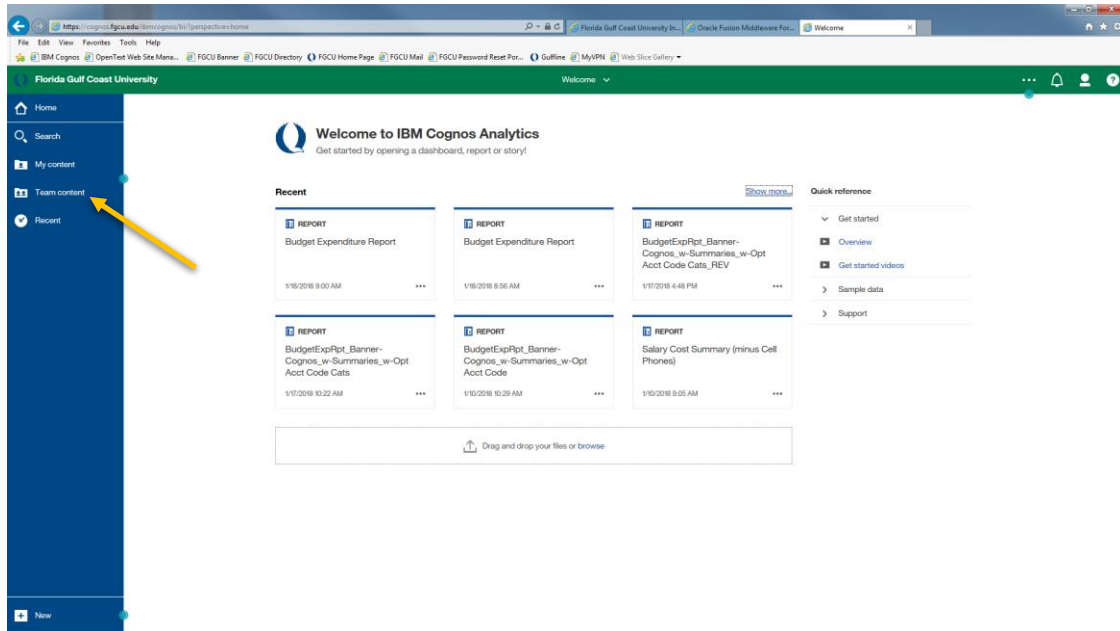 https://cognos.fgcu.edu/ibmcognos/bi/?perspective=home
Florida Gulf Coast University In...
Oracle Fusion Middleware For...
Welcome
File Edit View Favorites Tools Help
IBM Cognos OpenText Web Site Mana... FGCU Banner FGCU Directory FGCU Home Page FGCU Mail FGCU Password Reset Por... Gulfline MyVPN Web Slice Gallery
Florida Gulf Coast University
Welcome
Home
Search
My content
Team content
Recent
New
Welcome to IBM Cognos Analytics
Get started by opening a dashboard, report or story!
Recent
Show more...
REPORT
Budget Expenditure Report
1/18/2018 9:00 AM
REPORT
Budget Expenditure Report
1/18/2018 8:56 AM
REPORT
BudgetExpRpt_Banner-
Cognos_w-Summaries_w-Opt
Acct Code Cats_REV
1/17/2018 4:48 PM
REPORT
BudgetExpRpt_Banner-
Cognos_w-Summaries_w-Opt
Acct Code Cats
1/17/2018 10:22 AM
REPORT
BudgetExpRpt_Banner-
Cognos_w-Summaries_w-Opt
Acct Code
1/10/2018 10:29 AM
REPORT
Salary Cost Summary (minus Cell
Phones)
1/10/2018 9:05 AM
Drag and drop your files or browse
Quick reference
Get started
Overview
Get started videos
Sample data
Support